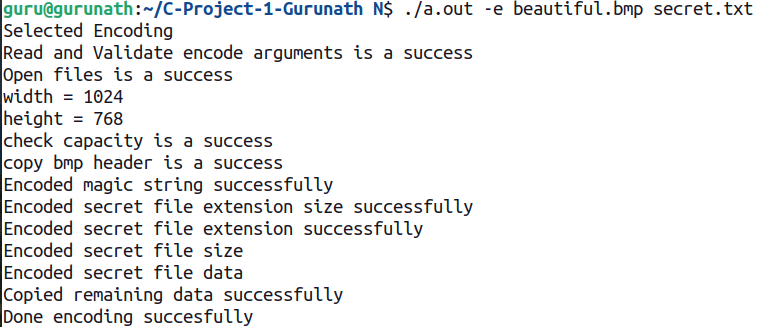 guru@gurunath:~/C-Project-1-Gurunath N$ ./a.out -e beautiful.bmp secret.txt
Selected Encoding
Read and Validate encode arguments is a success
Open files is a success
width = 1024
height = 768
check capacity is a success
copy bmp header is a success
Encoded magic string successfully
Encoded secret file extension size successfully
Encoded secret file extension successfully
Encoded secret file size
Encoded secret file data
Copied remaining data successfully
Done encoding succesfully